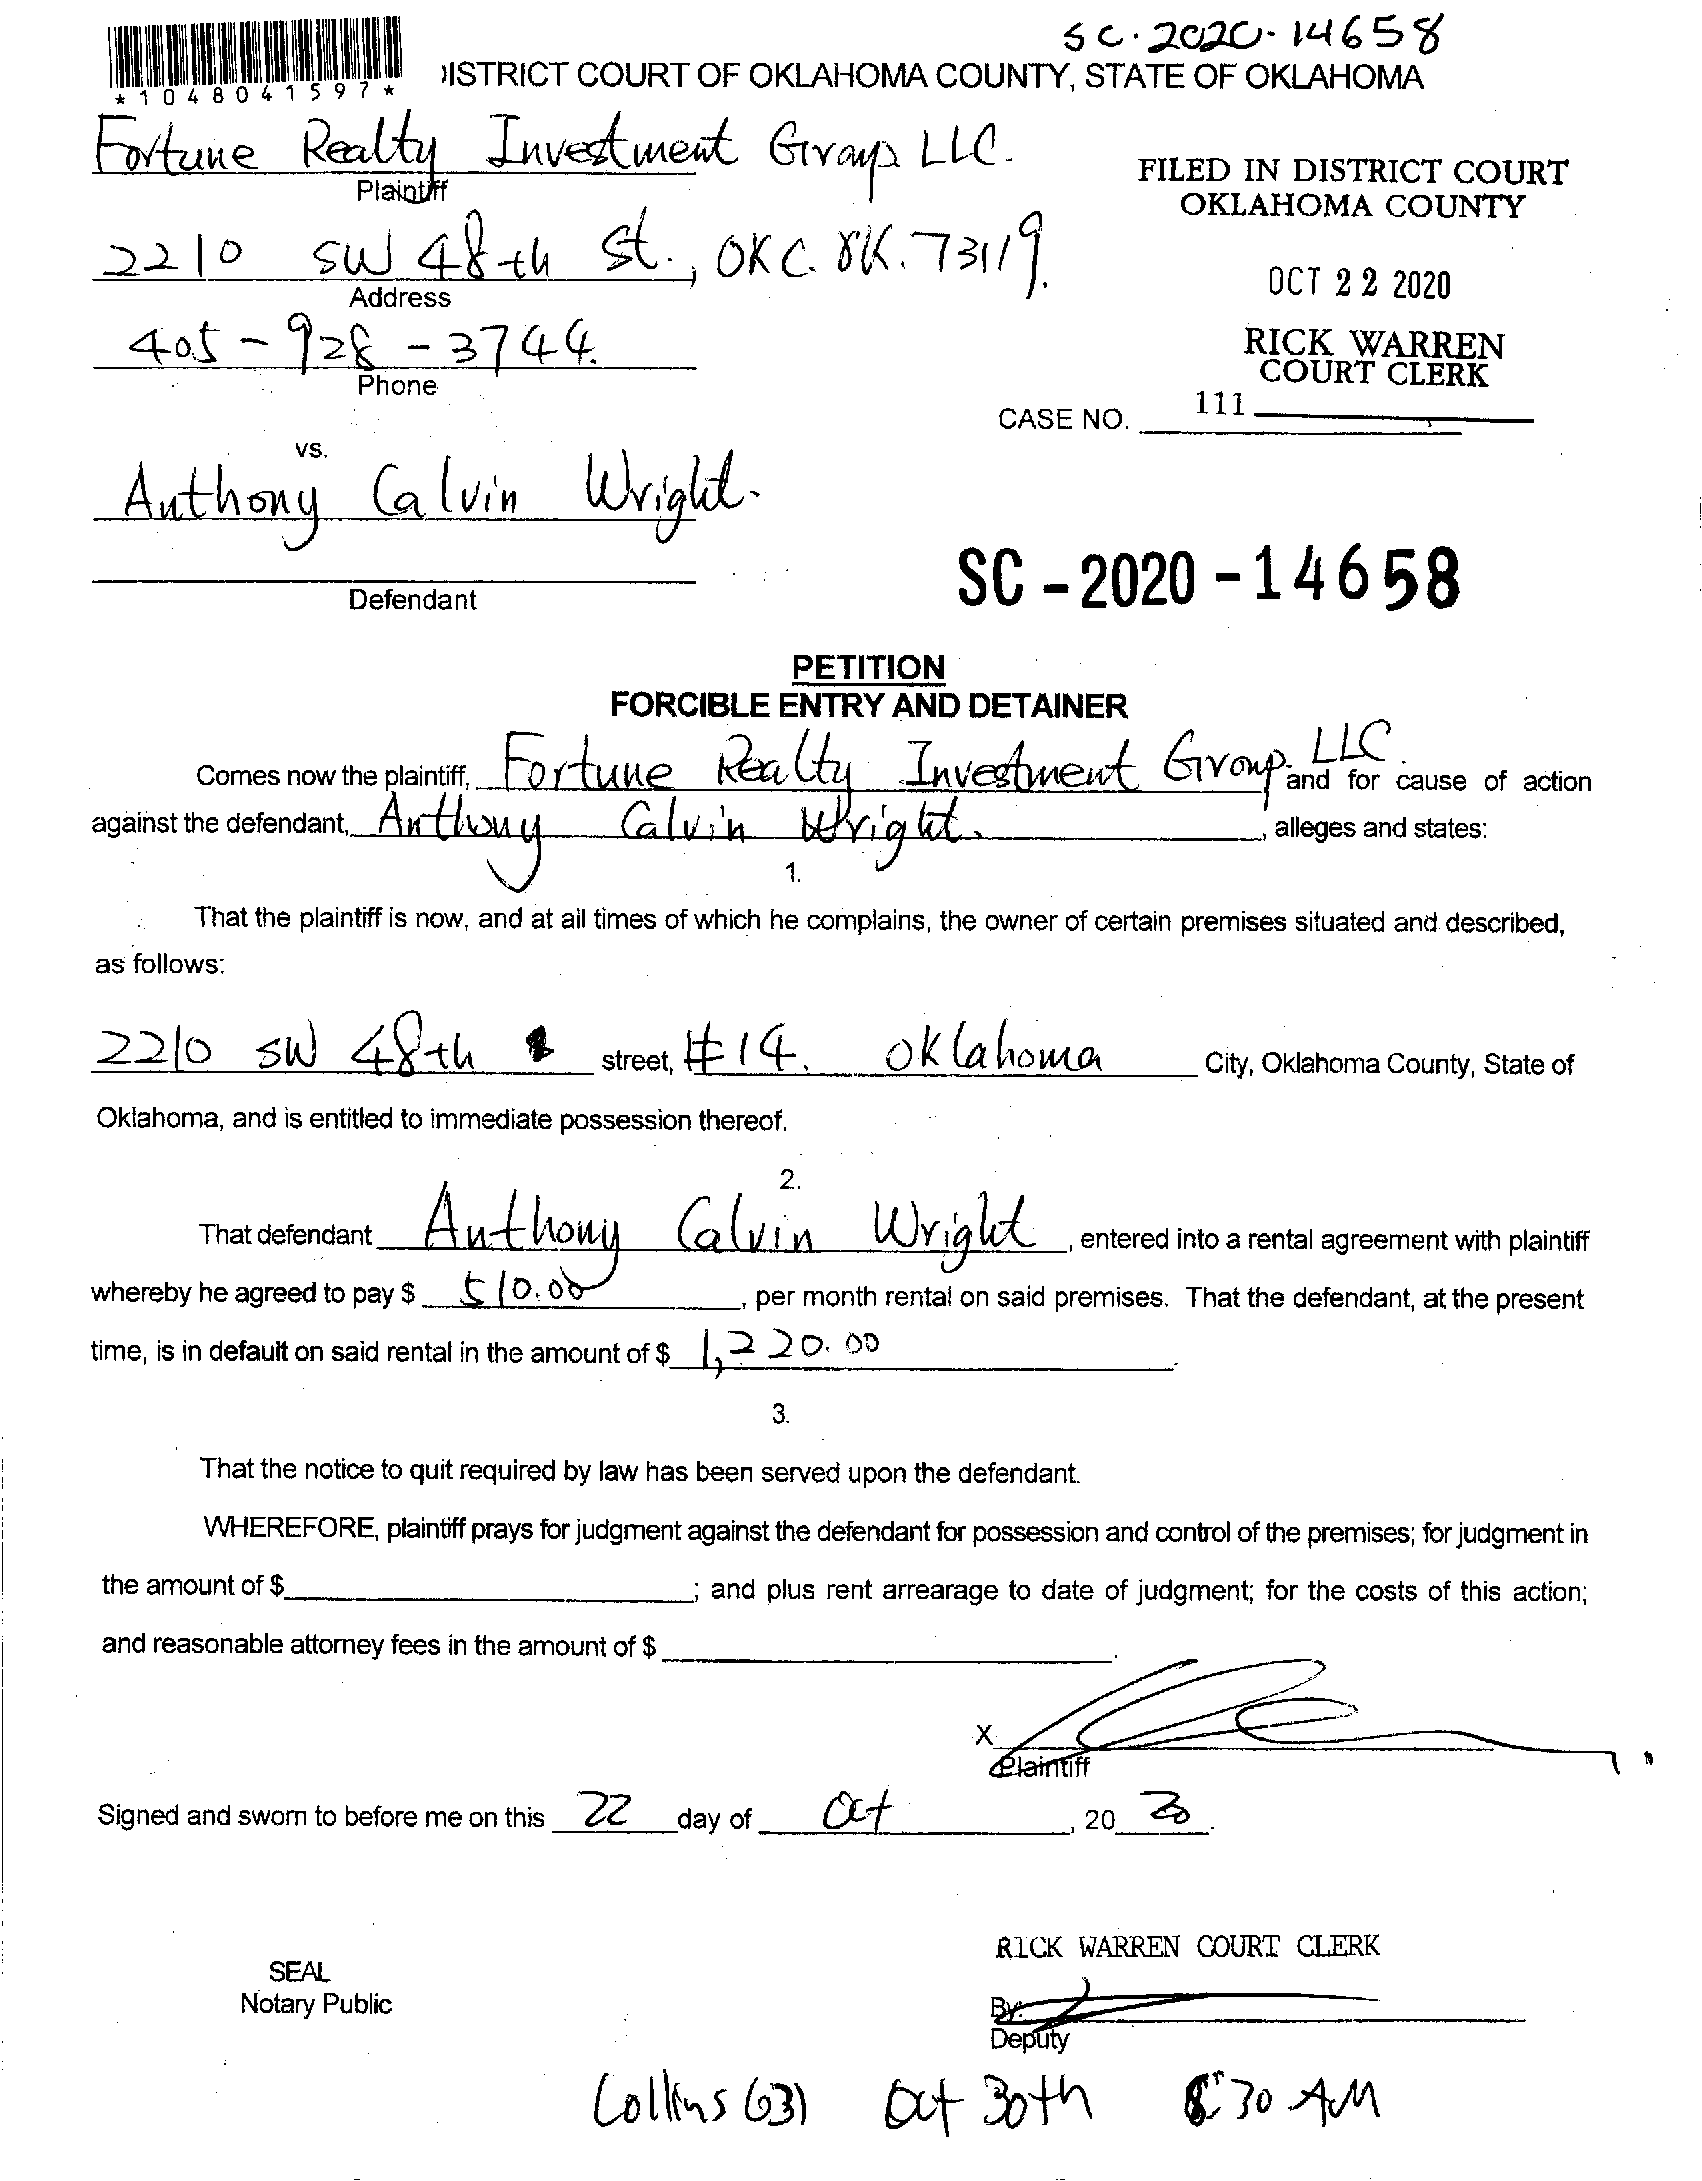 SC-2020-14658
*1048041597*
DISTRICT COURT OF OKLAHOMA COUNTY, STATE OF OKLAHOMA
Fortune Realty Investment Group LLC.
Plaintiff
FILED IN DISTRICT COURT
OKLAHOMA COUNTY
2210 SW 48th St., OKC. OK. 73119.
Address
OCT 22 2020
405-928-3744.
Phone
RICK WARREN
COURT CLERK
CASE NO. 111
vs.
Anthony Calvin Wright.
Defendant
SC-2020-14658
PETITION
FORCIBLE ENTRY AND DETAINER
Comes now the plaintiff, Fortune Realty Investment Group. LLC. and for cause of action
against the defendant, Anthony Calvin Wright. , alleges and states:
1.
That the plaintiff is now, and at all times of which he complains, the owner of certain premises situated and described,
as follows:
2210 SW 48th street, #14. Oklahoma City, Oklahoma County, State of
Oklahoma, and is entitled to immediate possession thereof.
2.
That defendant Anthony Calvin Wright , entered into a rental agreement with plaintiff
whereby he agreed to pay $ 510.00 , per month rental on said premises. That the defendant, at the present
time, is in default on said rental in the amount of $ 1,220.00 .
3.
That the notice to quit required by law has been served upon the defendant.
WHEREFORE, plaintiff prays for judgment against the defendant for possession and control of the premises; for judgment in
the amount of $ ; and plus rent arrearage to date of judgment; for the costs of this action;
and reasonable attorney fees in the amount of $ .
X
Plaintiff
Signed and sworn to before me on this 22 day of Oct , 20 20 .
RICK WARREN COURT CLERK
SEAL
Notary Public
By:
Deputy
Collins (63) Oct 30th 8:30 AM